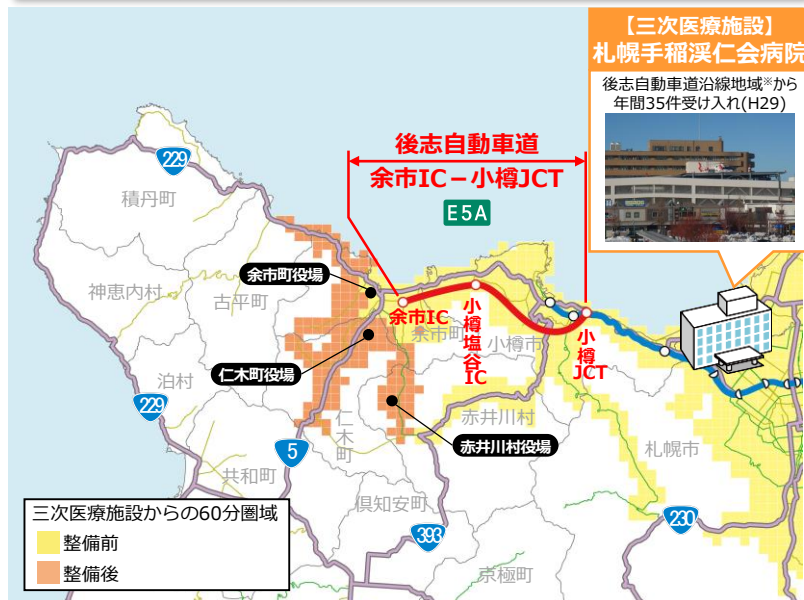 【三次医療施設】
札幌手稲渓仁会病院
後志自動車道沿線地域※から
年間35件受け入れ(H29)
後志自動車道
余市IC－小樽JCT
E5A
229
積丹町
神恵内村
古平町
余市町役場
余市IC
余市町
小樽塩谷IC
小樽市
小樽JCT
仁木町役場
泊村
229
仁木町
赤井川村
赤井川村役場
札幌市
5
共和町
倶知安町
393
230
京極町
三次医療施設からの60分圏域
整備前
整備後